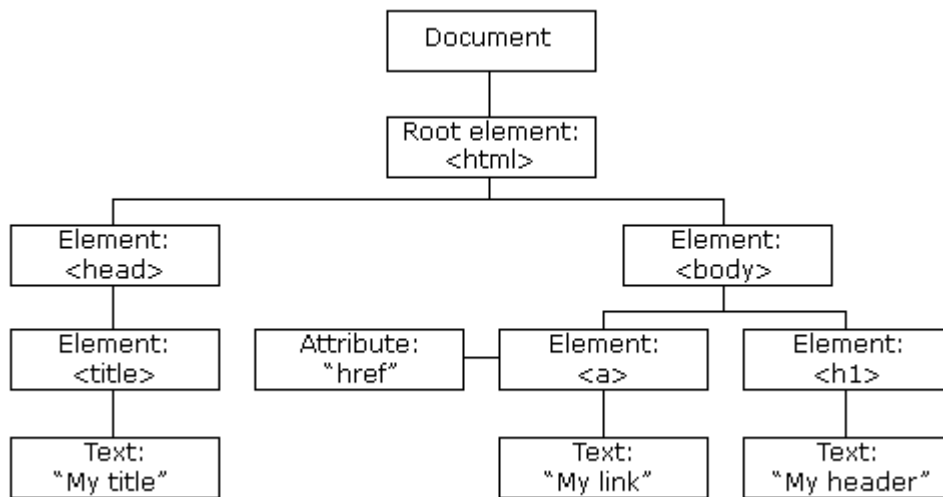 Document
Root element:
<html>
Element:
<head>
Element:
<body>
Element:
<title>
Attribute:
“href”
Element:
<a>
Element:
<h1>
Text:
“My title”
Text:
“My link”
Text:
“My header”